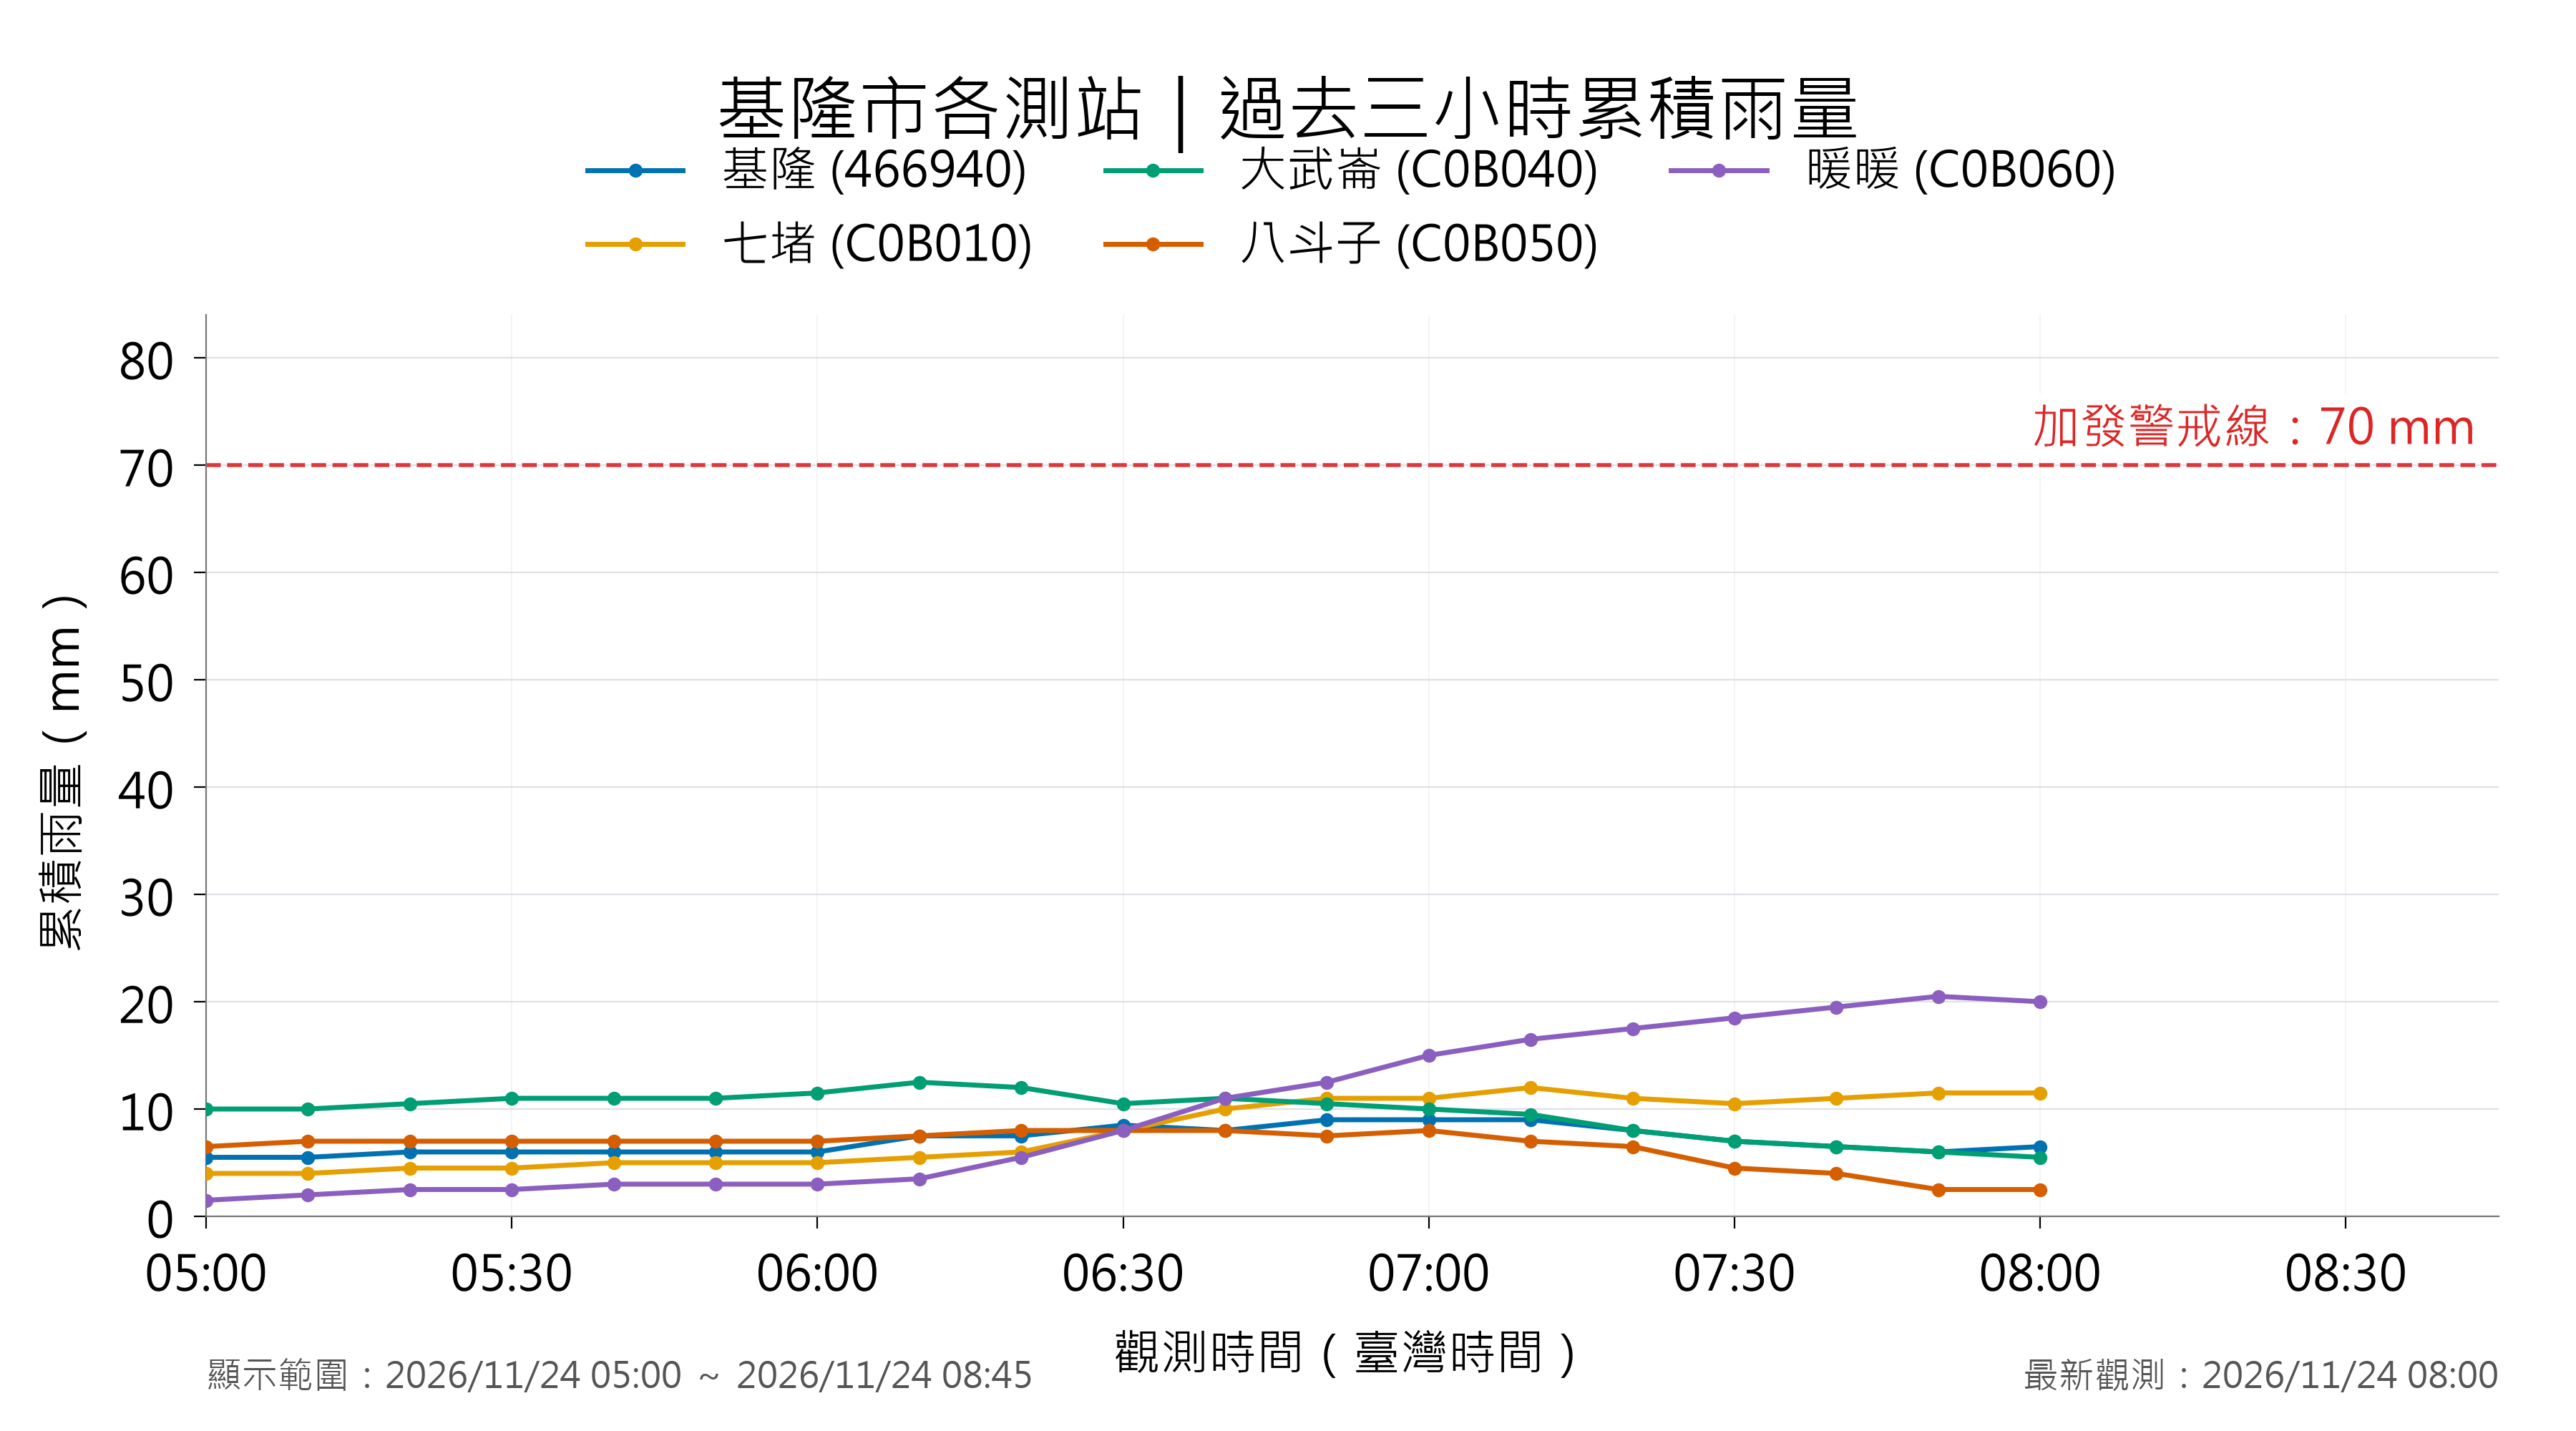 基隆市各測站｜過去三小時累積雨量
基隆 (466940)
大武崙 (C0B040)
暖暖 (C0B060)
七堵 (C0B010)
八斗子 (C0B050)
累積雨量（mm）
80
70
60
50
40
30
20
10
0
加發警戒線：70 mm
05:00 05:30 06:00 06:30 07:00 07:30 08:00 08:30
觀測時間（臺灣時間）
顯示範圍：2026/11/24 05:00 ~ 2026/11/24 08:45
最新觀測：2026/11/24 08:00